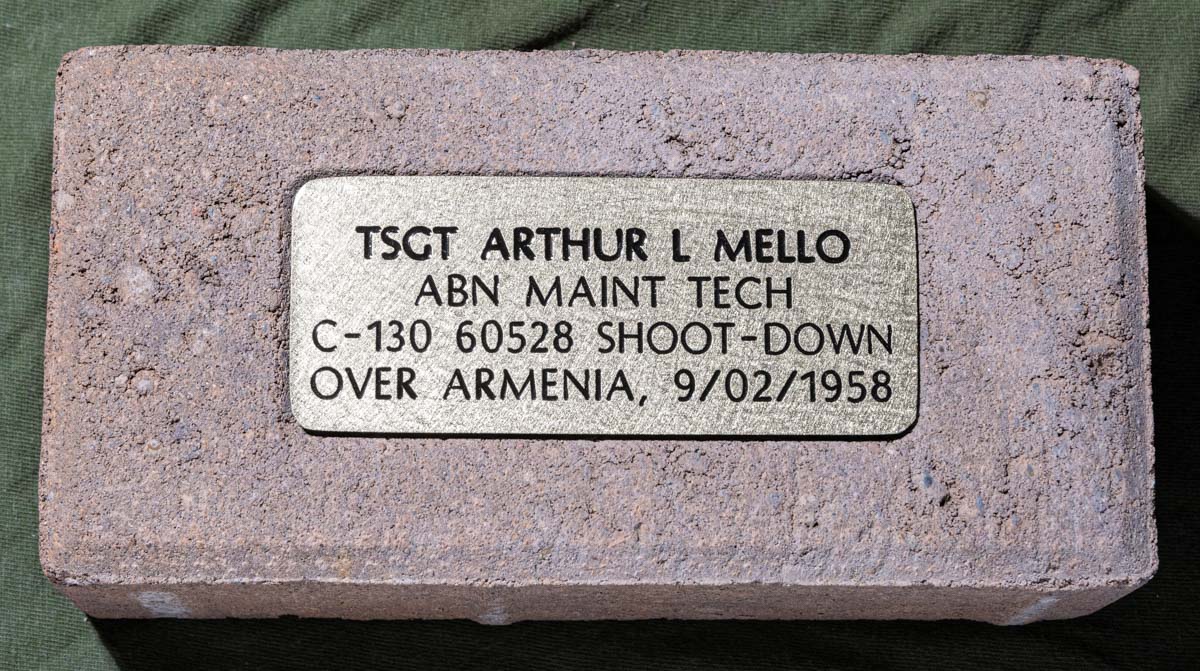 TSGT ARTHUR L MELLO
ABN MAINT TECH
C-130 60528 SHOOT-DOWN
OVER ARMENIA, 9/02/1958